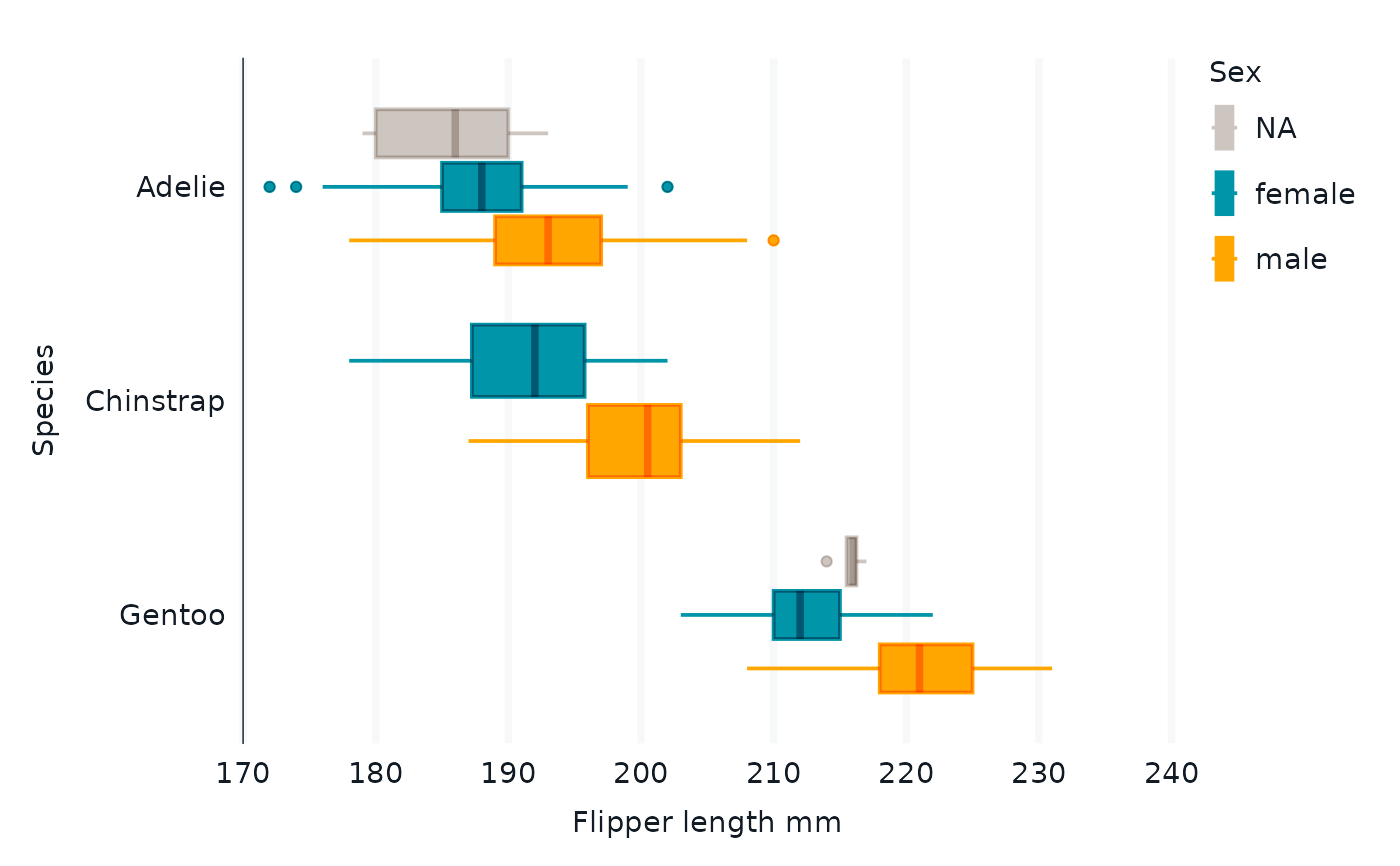 Sex
NA
female
male
Adelie
Chinstrap
Gentoo
Species
170 180 190 200 210 220 230 240
Flipper length mm